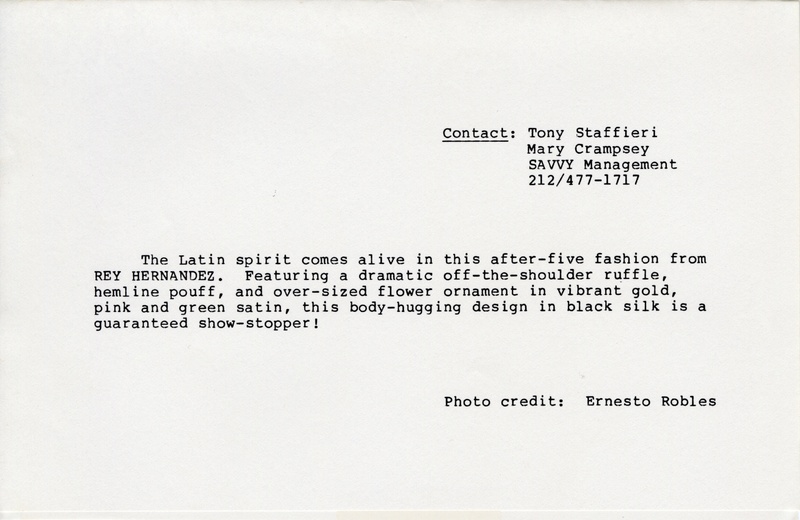 Contact: Tony Staffieri
Mary Crampsey
SAVVY Management
212/477-1717
The Latin spirit comes alive in this after-five fashion from
REY HERNANDEZ. Featuring a dramatic off-the-shoulder ruffle,
hemline pouff, and over-sized flower ornament in vibrant gold,
pink and green satin, this body-hugging design in black silk is a
guaranteed show-stopper!
Photo credit: Ernesto Robles